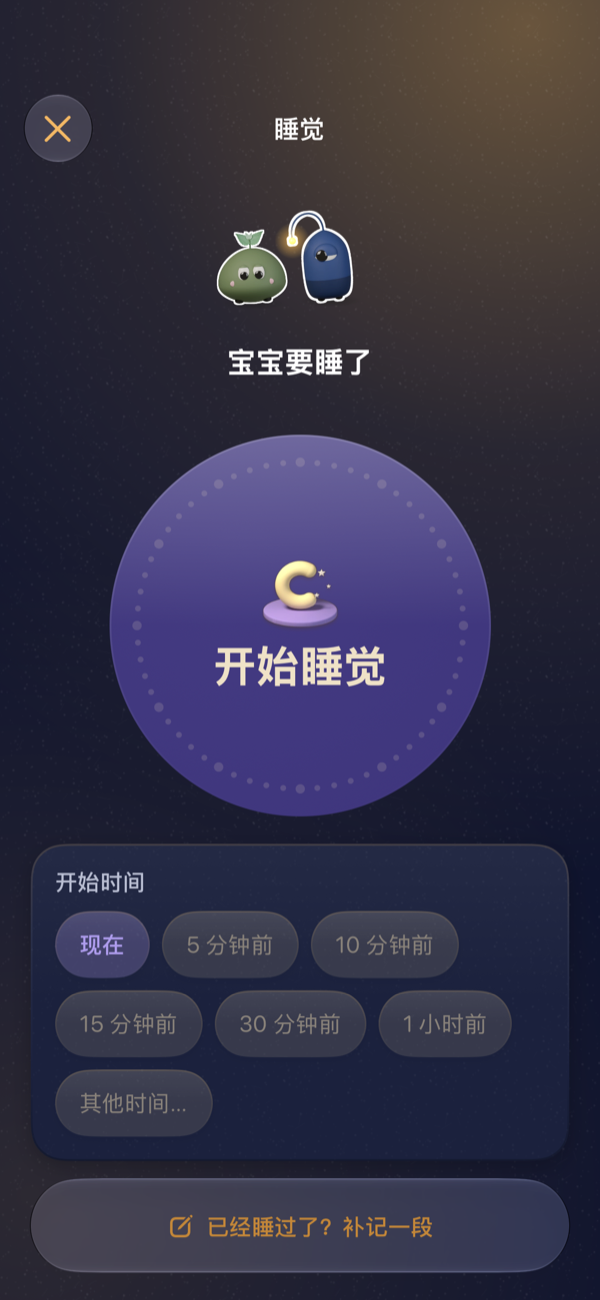 睡觉
宝宝要睡了
开始睡觉
开始时间
现在
5 分钟前
10 分钟前
15 分钟前
30 分钟前
1 小时前
其他时间...
已经睡过了? 补记一段